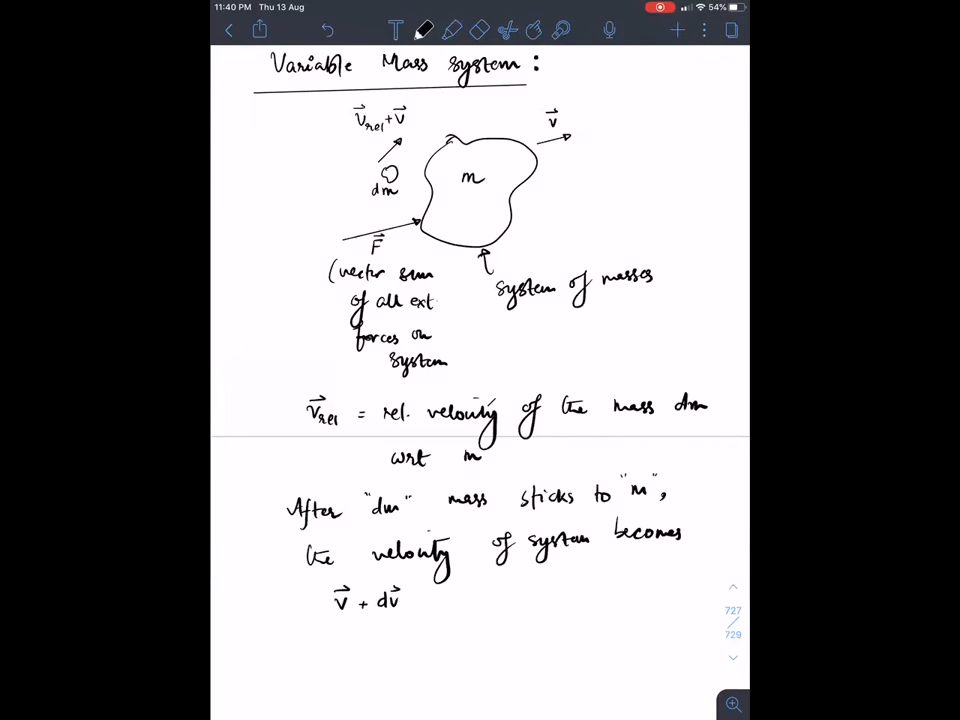 11:40 PM Thu 13 Aug
54%
Variable Mass system :
v⃗rel + v⃗
v⃗
dm
m
F⃗
(vector sum
of all ext
forces on
system
system of masses
v⃗rel = rel. velocity of the mass dm
wrt m
After "dm" mass sticks to "m",
the velocity of system becomes
v⃗ + dv⃗
727
729